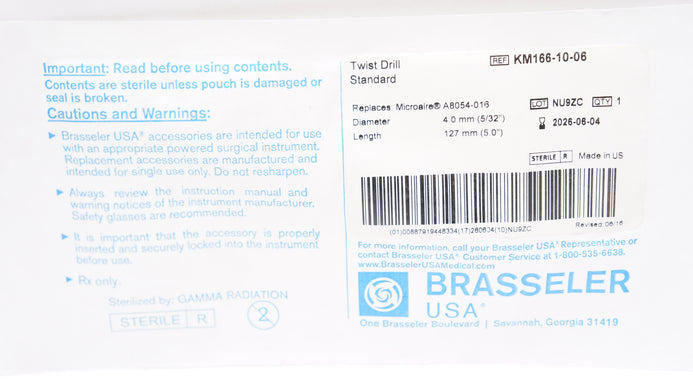 Important: Read before using contents.
Contents are sterile unless pouch is damaged or
seal is broken.
Cautions and Warnings:
▶ Brasseler USA® accessories are intended for use
with an appropriate powered surgical instrument.
Replacement accessories are manufactured and
intended for single use only. Do not resharpen.
▶ Always review the instruction manual and
warning notices of the instrument manufacturer.
Safety glasses are recommended.
▶ It is important that the accessory is properly
inserted and securely locked into the instrument
before use.
▶ Rx only.
Sterilized by: GAMMA RADIATION
STERILE R
2
Twist Drill
Standard
REF KM166-10-06
Replaces Microaire® A8054-016
Diameter 4.0 mm (5/32")
Length 127 mm (5.0")
LOT NU9ZC QTY 1
2026-06-04
STERILE R Made in US
(01)00887919448334(17)260604(10)NU9ZC
Revised 06/16
For more information, call your Brasseler USA® Representative or
contact Brasseler USA® Customer Service at 1-800-535-6638.
www.BrasselerUSAMedical.com
BRASSELER
USA®
One Brasseler Boulevard | Savannah, Georgia 31419